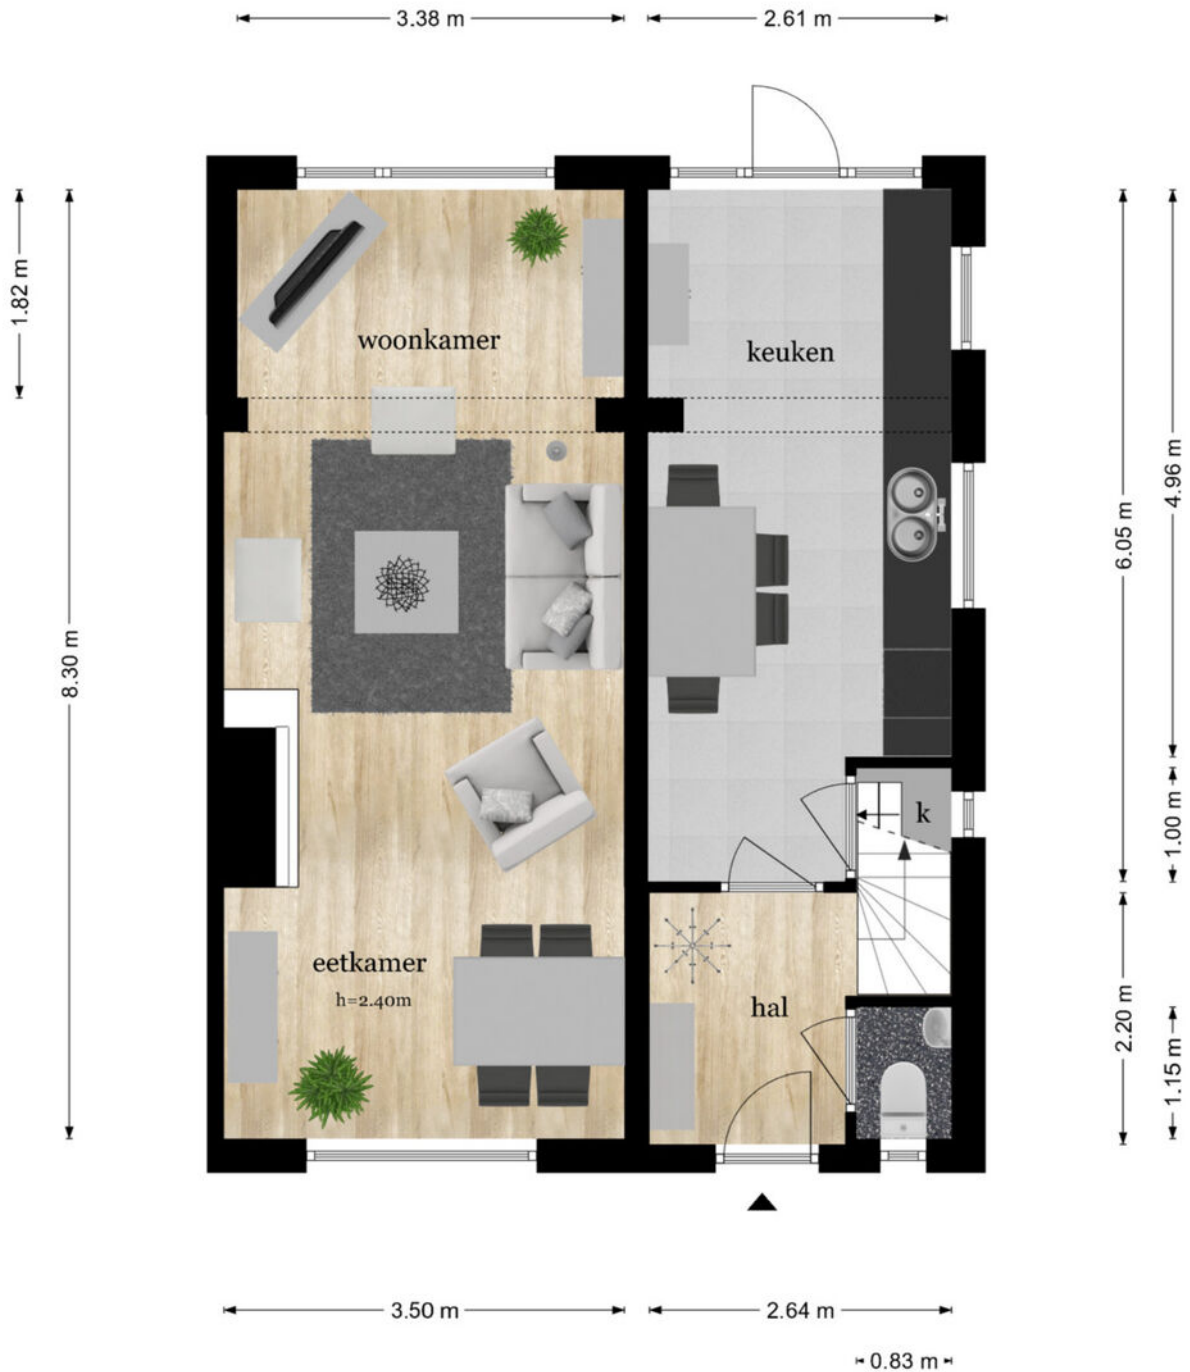 3.38 m
2.61 m
1.82 m
8.30 m
woonkamer
keuken
6.05 m
4.96 m
k
1.00 m
eetkamer
h=2.40m
hal
2.20 m
1.15 m
3.50 m
2.64 m
0.83 m